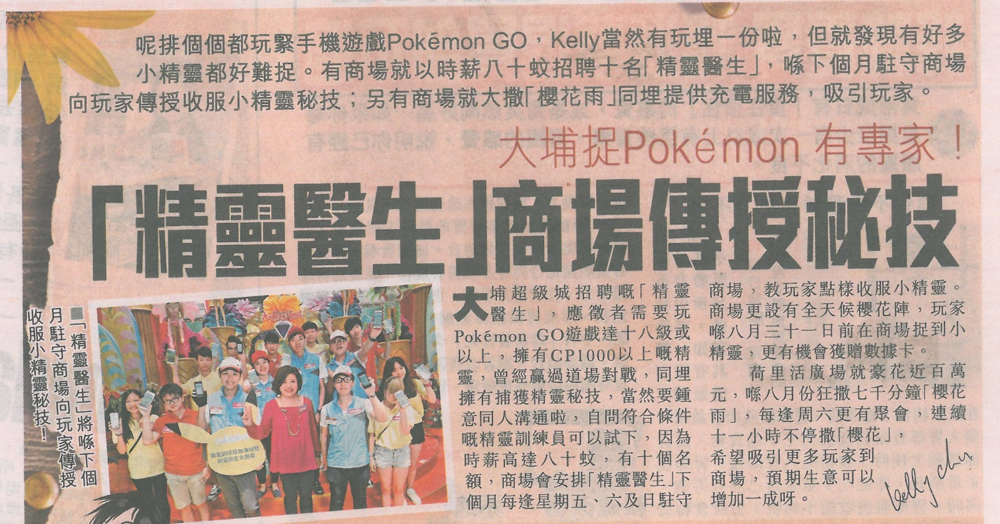 呢排個個都玩緊手機遊戲Pokémon GO，Kelly當然有玩埋一份啦，但就發現有好多
小精靈都好難捉。有商場就以時薪八十蚊招聘十名「精靈醫生」，喺下個月駐守商場
向玩家傳授收服小精靈秘技；另有商場就大撒「櫻花雨」同埋提供充電服務，吸引玩家。
大埔捉Pokémon 有專家！
「精靈醫生」商場傳授秘技
■「精靈醫生」將喺下個
月駐守商場向玩家傳授
收服小精靈秘技！
大埔超級城招聘嘅「精靈
醫生」，應徵者需要玩
Pokémon GO遊戲達十八級或
以上，擁有CP1000以上嘅精
靈，曾經贏過道場對戰，同埋
擁有捕獲精靈秘技，當然要鍾
意同人溝通啦，自問符合條件
嘅精靈訓練員可以試下，因為
時薪高達八十蚊，有十個名
額，商場會安排「精靈醫生」下
個月每逢星期五、六及日駐守
商場，教玩家點樣收服小精靈。
商場更設有全天候櫻花陣，玩家
喺八月三十一日前在商場捉到小
精靈，更有機會獲贈數據卡。
荷里活廣場就豪花近百萬
元，喺八月份狂撒七千分鐘「櫻花
雨」，每逢周六更有聚會，連續
十一小時不停撒「櫻花」，
希望吸引更多玩家到
商場，預期生意可以
增加一成呀。
Kelly Chu